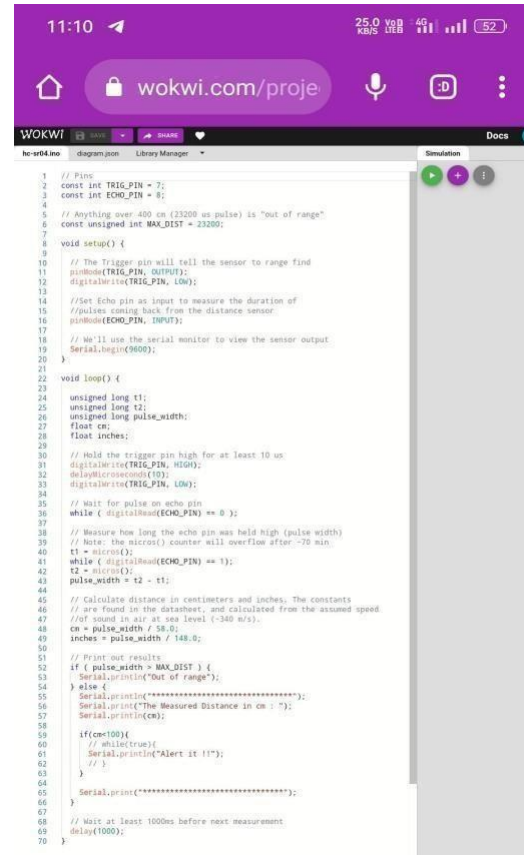 11:10
25.0 KB/S VoB LTEB 4G 52
wokwi.com/proje
:D
WOKWI SAVE SHARE Docs
hc-sr04.ino diagram.json Library Manager Simulation
1 // Pins
2 const int TRIG_PIN = 7;
3 const int ECHO_PIN = 8;
4
5 // Anything over 400 cm (23200 us pulse) is "out of range"
6 const unsigned int MAX_DIST = 23200;
7
8 void setup() {
9
10 // The Trigger pin will tell the sensor to range find
11 pinMode(TRIG_PIN, OUTPUT);
12 digitalWrite(TRIG_PIN, LOW);
13
14 //Set Echo pin as input to measure the duration of
15 //pulses coming back from the distance sensor
16 pinMode(ECHO_PIN, INPUT);
17
18 // We'll use the serial monitor to view the sensor output
19 Serial.begin(9600);
20 }
21
22 void loop() {
23
24 unsigned long t1;
25 unsigned long t2;
26 unsigned long pulse_width;
27 float cm;
28 float inches;
29
30 // Hold the trigger pin high for at least 10 us
31 digitalWrite(TRIG_PIN, HIGH);
32 delayMicroseconds(10);
33 digitalWrite(TRIG_PIN, LOW);
34
35 // Wait for pulse on echo pin
36 while ( digitalRead(ECHO_PIN) == 0 );
37
38 // Measure how long the echo pin was held high (pulse width)
39 // Note: the micros() counter will overflow after ~70 min
40 t1 = micros();
41 while ( digitalRead(ECHO_PIN) == 1);
42 t2 = micros();
43 pulse_width = t2 - t1;
44
45 // Calculate distance in centimeters and inches. The constants
46 // are found in the datasheet, and calculated from the assumed speed
47 //of sound in air at sea level (~340 m/s).
48 cm = pulse_width / 58.0;
49 inches = pulse_width / 148.0;
50
51 // Print out results
52 if ( pulse_width > MAX_DIST ) {
53 Serial.println("Out of range");
54 } else {
55 Serial.println("********************************");
56 Serial.print("The Measured Distance in cm : ");
57 Serial.println(cm);
58
59 if(cm<100){
60 // while(true){
61 Serial.println("Alert it !!");
62 // }
63 }
64
65 Serial.print("********************************");
66 }
67
68 // Wait at least 1000ms before next measurement
69 delay(1000);
70 }